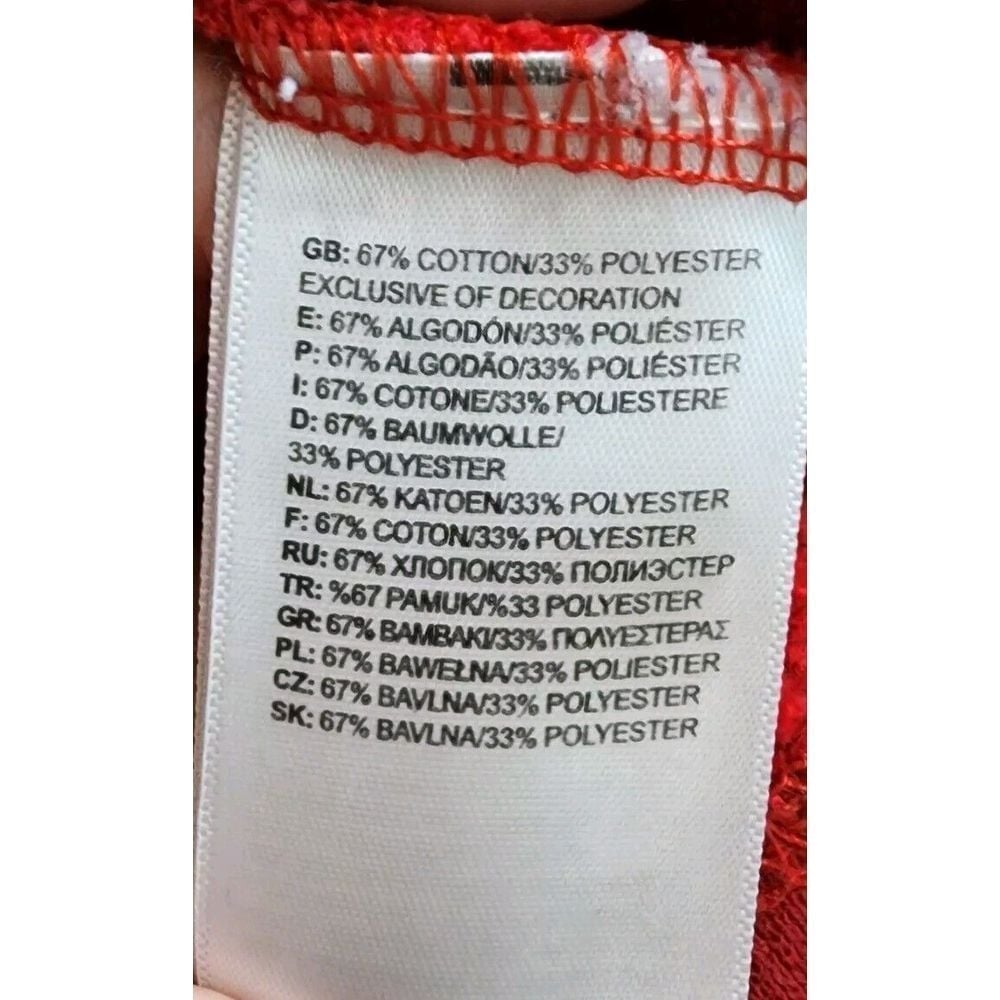 GB: 67% COTTON/33% POLYESTER
EXCLUSIVE OF DECORATION
E: 67% ALGODÓN/33% POLIÉSTER
P: 67% ALGODÃO/33% POLIÉSTER
I: 67% COTONE/33% POLIESTERE
D: 67% BAUMWOLLE/
33% POLYESTER
NL: 67% KATOEN/33% POLYESTER
F: 67% COTON/33% POLYESTER
RU: 67% ХЛОПОК/33% ПОЛИЭСТЕР
TR: %67 PAMUK/%33 POLYESTER
GR: 67% ΒΑΜΒΑΚΙ/33% ΠΟΛΥΕΣΤΕΡΑΣ
PL: 67% BAWEŁNA/33% POLIESTER
CZ: 67% BAVLNA/33% POLYESTER
SK: 67% BAVLNA/33% POLYESTER